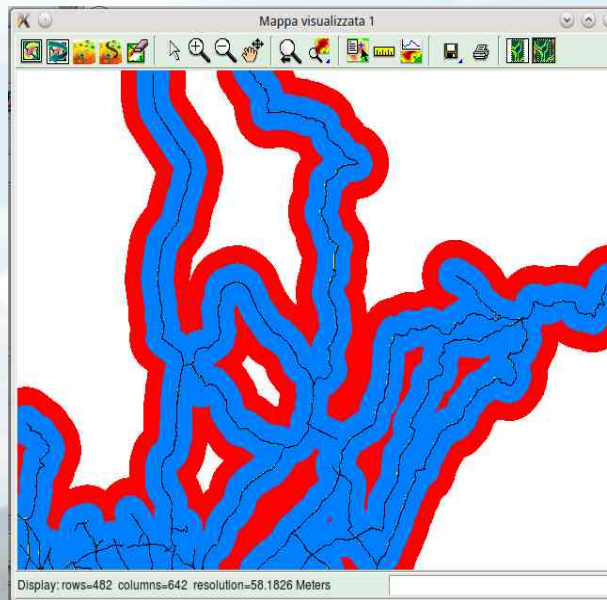 Mappa visualizzata 1
Display: rows=482 columns=642 resolution=58.1826 Meters